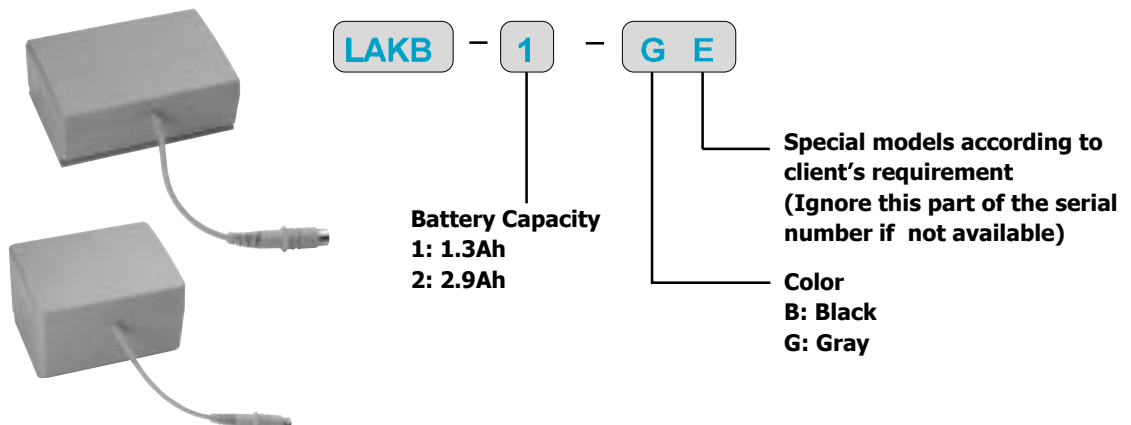 LAKB – 1 – G E
Special models according to
client's requirement
(Ignore this part of the serial
number if not available)
Battery Capacity
1: 1.3Ah
2: 2.9Ah
Color
B: Black
G: Gray